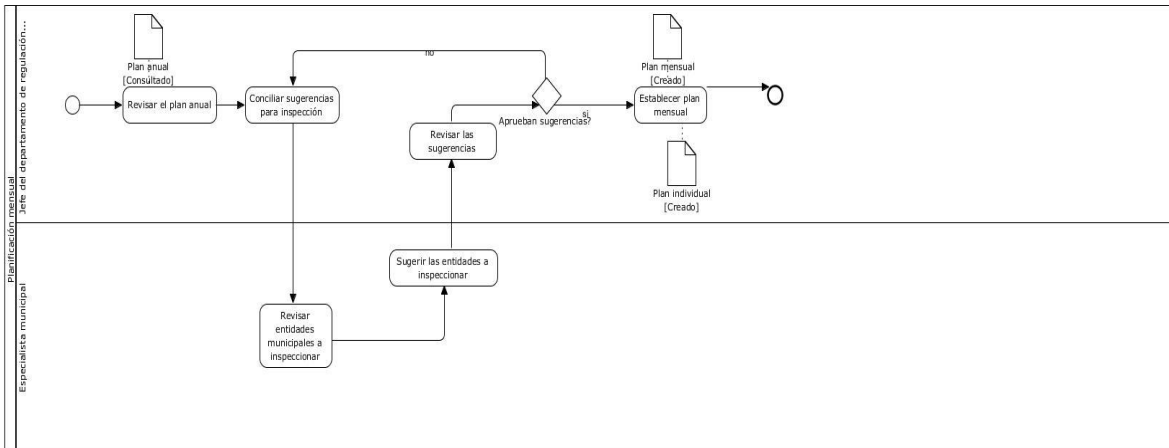 Planificación mensual
Jefe del departamento de regulación...
Plan anual
[Consúltado]
Revisar el plan anual
Conciliar sugerencias
para inspección
no
Revisar las
sugerencias
Aprueban sugerencias?
si
Plan mensual
[Creado]
Establecer plan
mensual
Plan individual
[Creado]
Especialista municipal
Sugerir las entidades a
inspeccionar
Revisar
entidades
municipales a
inspeccionar